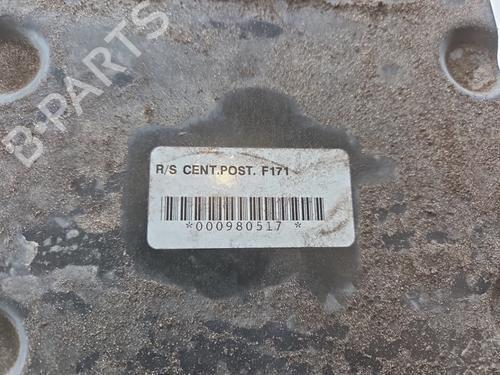 B-PARTS
R/S CENT.POST. F171
*000980517 *